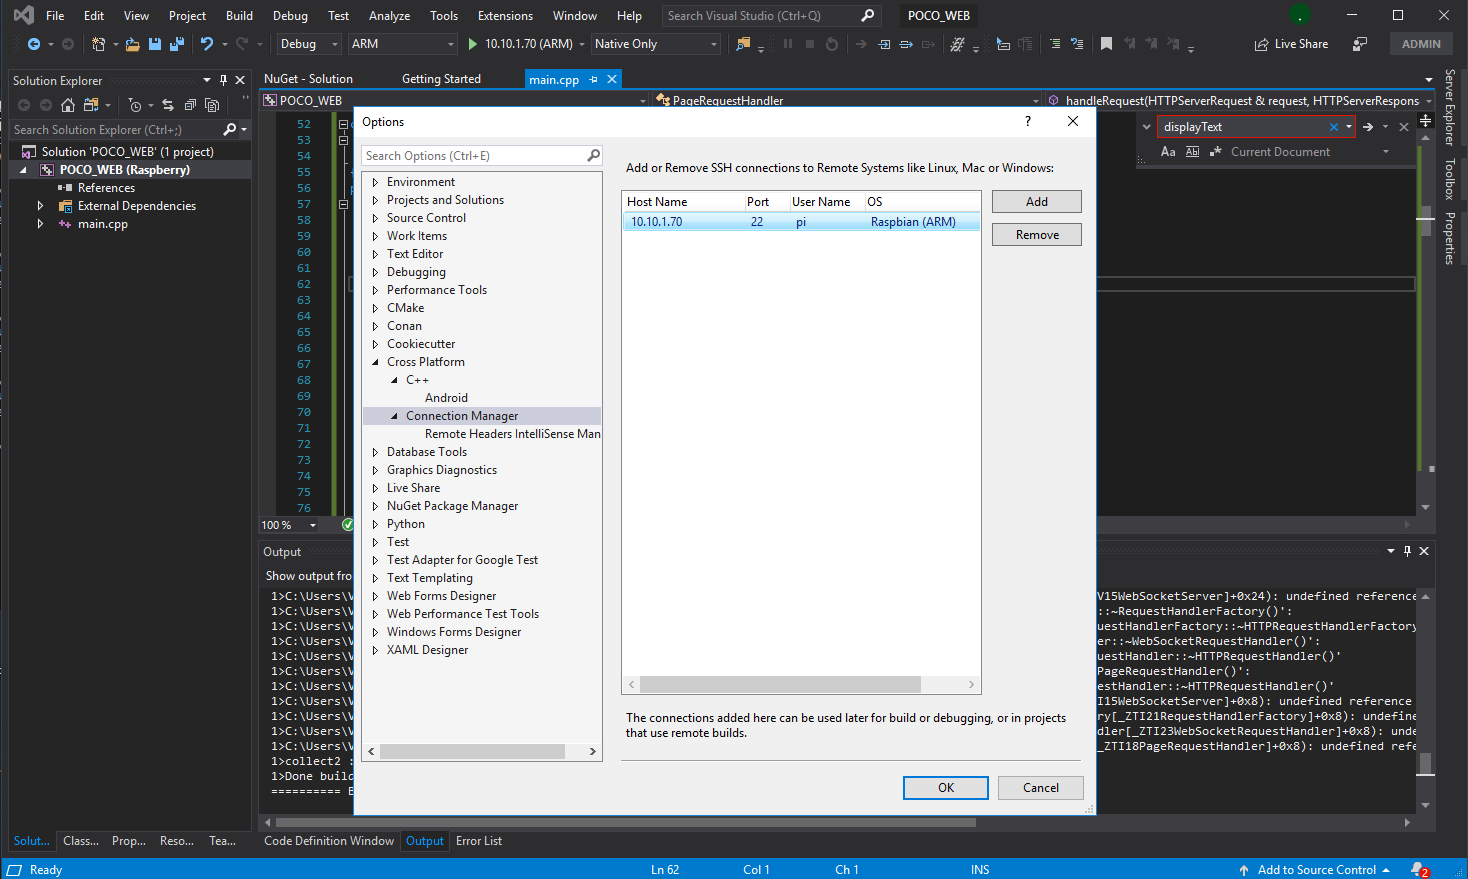 File Edit View Project Build Debug Test Analyze Tools Extensions Window Help Search Visual Studio (Ctrl+Q) POCO_WEB
Debug ARM 10.10.1.70 (ARM) Native Only Live Share ADMIN
Solution Explorer
Search Solution Explorer (Ctrl+;)
Solution 'POCO_WEB' (1 project)
POCO_WEB (Raspberry)
References
External Dependencies
main.cpp
NuGet - Solution Getting Started main.cpp
POCO_WEB PageRequestHandler handleRequest(HTTPServerRequest & request, HTTPServerRespons
displayText
Aa Ab Current Document
52
53
54
55
56
57
58
59
60
61
62
63
64
65
66
67
68
69
70
71
72
73
74
75
76
100 %
Options
? 
Search Options (Ctrl+E)
Environment
Projects and Solutions
Source Control
Work Items
Text Editor
Debugging
Performance Tools
CMake
Conan
Cookiecutter
Cross Platform
C++
Android
Connection Manager
Remote Headers IntelliSense Man
Database Tools
Graphics Diagnostics
Live Share
NuGet Package Manager
Python
Test
Test Adapter for Google Test
Text Templating
Web Forms Designer
Web Performance Test Tools
Windows Forms Designer
XAML Designer
Add or Remove SSH connections to Remote Systems like Linux, Mac or Windows:
Host Name Port User Name OS
10.10.1.70 22 pi Raspbian (ARM)
Add
Remove
The connections added here can be used later for build or debugging, or in projects
that use remote builds.
OK Cancel
Server Explorer
Toolbox
Properties
Output
Show output fro
1>C:\Users\V V15WebSocketServer]+0x24): undefined reference
1>C:\Users\V ::~RequestHandlerFactory()':
1>C:\Users\V uestHandlerFactory::~HTTPRequestHandlerFactory
1>C:\Users\V er::~WebSocketRequestHandler()':
1>C:\Users\V uestHandler::~HTTPRequestHandler()'
1>C:\Users\V PageRequestHandler()':
1>C:\Users\V estHandler::~HTTPRequestHandler()'
1>C:\Users\V I15WebSocketServer]+0x8): undefined reference
1>C:\Users\V ry[_ZTI21RequestHandlerFactory]+0x8): undefine
1>C:\Users\V dler[_ZTI23WebSocketRequestHandler]+0x8): unde
1>C:\Users\V _ZTI18PageRequestHandler]+0x8): undefined refe
1>collect2 :
1>Done buil
========== B
Solut... Class... Prop... Reso... Tea... Code Definition Window Output Error List
Ready Ln 62 Col 1 Ch 1 INS Add to Source Control 2